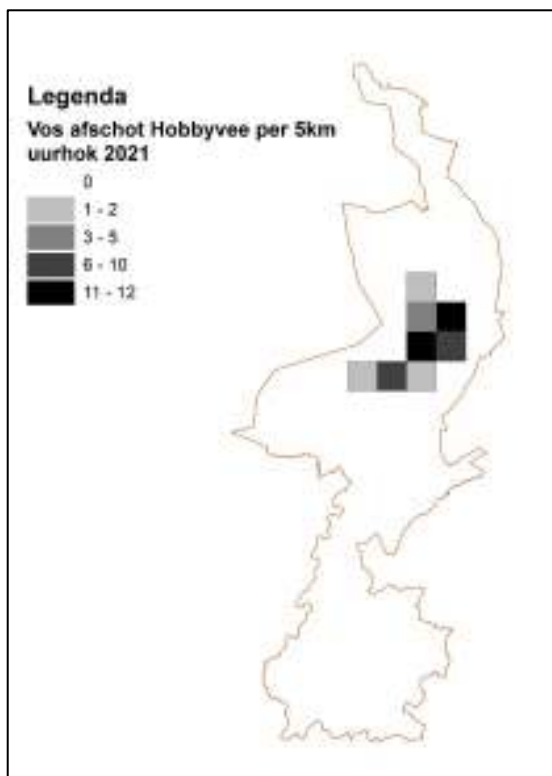 Legenda
Vos afschot Hobbyvee per 5km
uurhok 2021
0
1 - 2
3 - 5
6 - 10
11 - 12